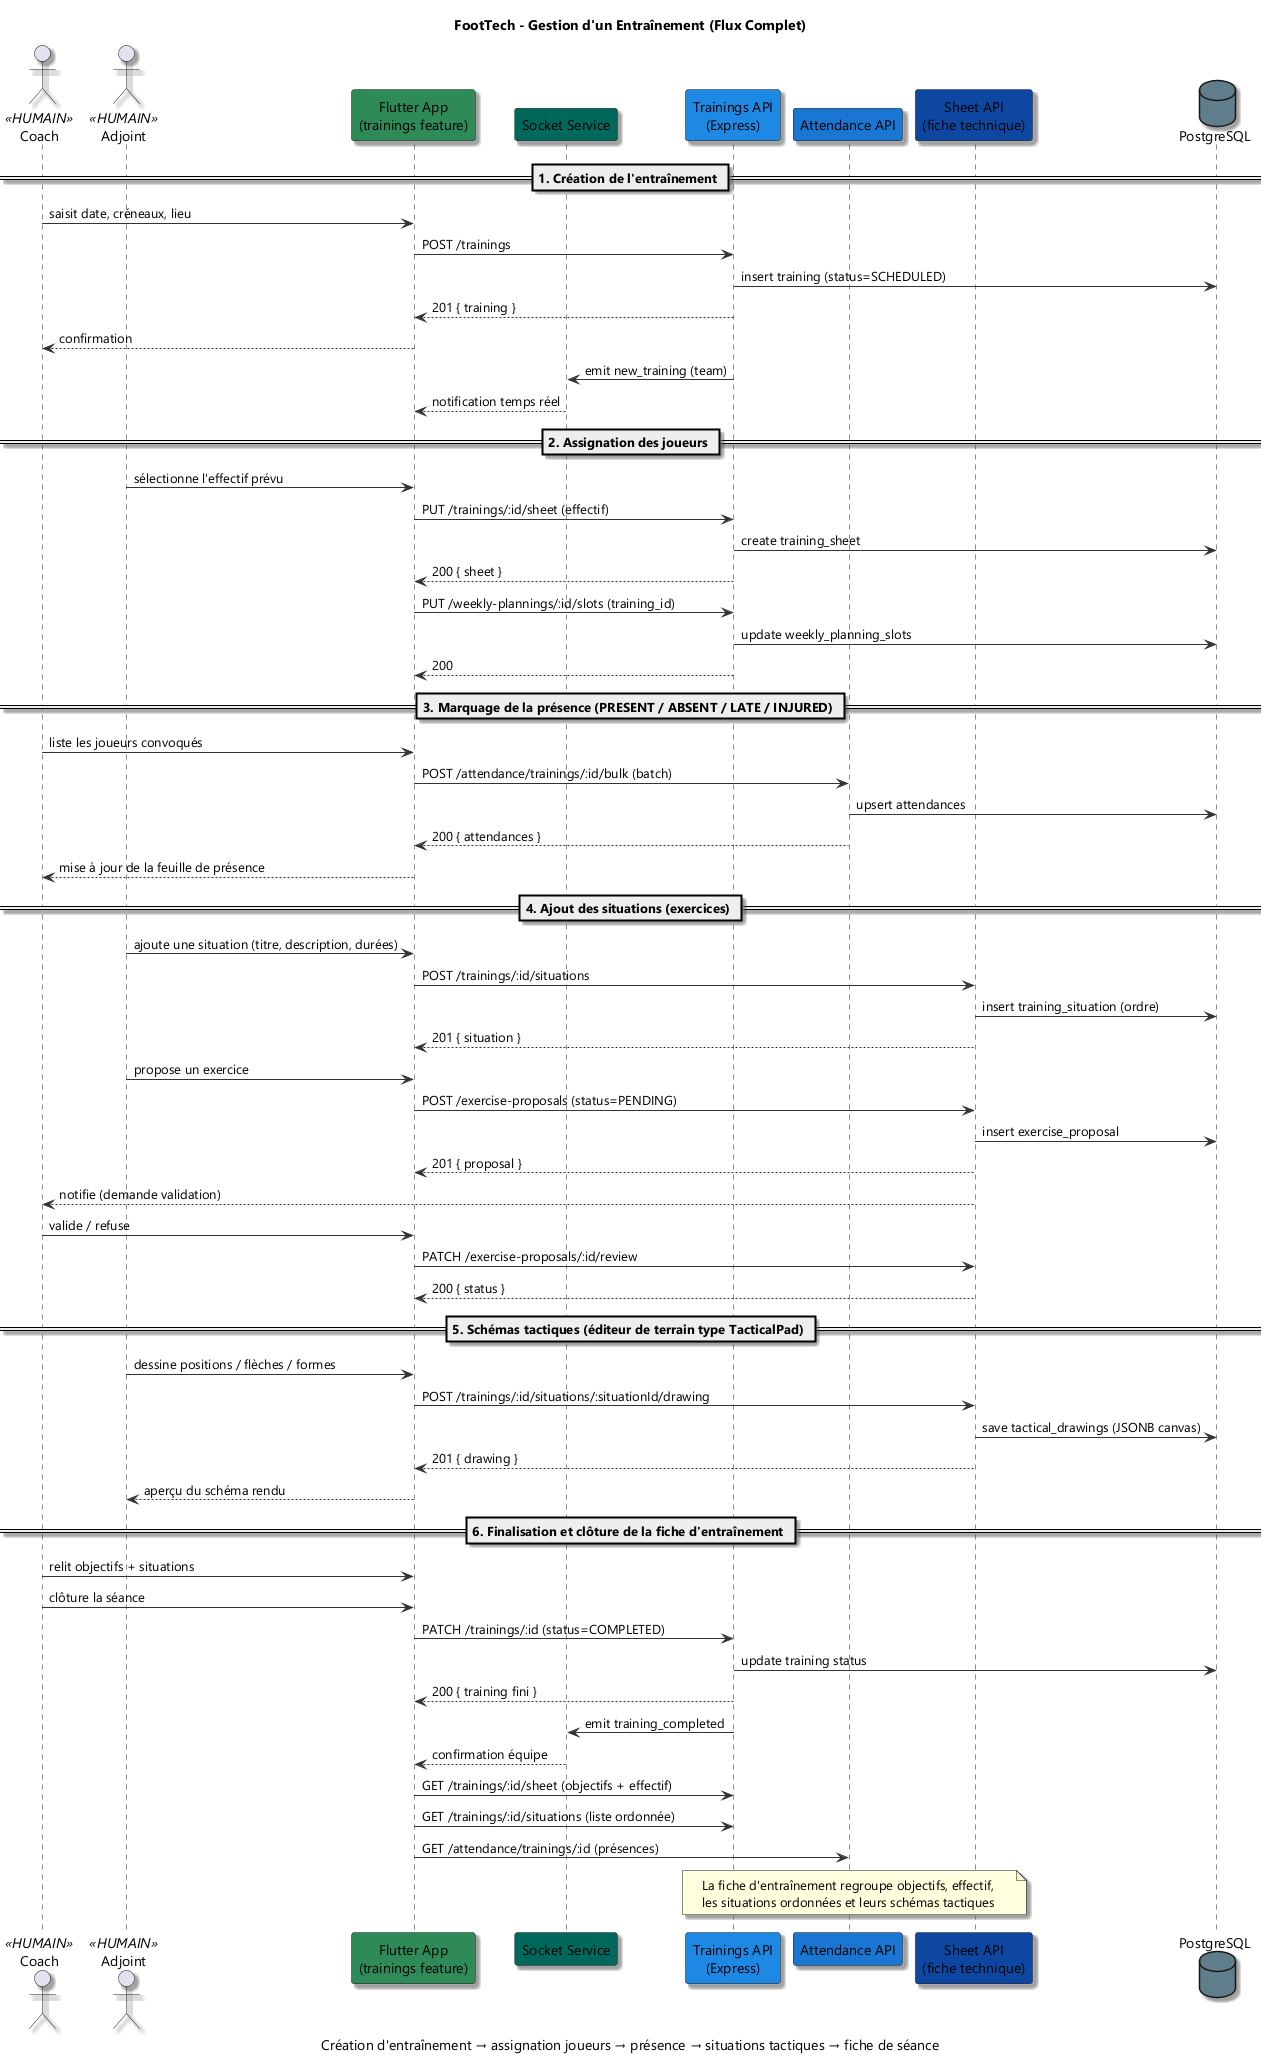 FootTech - Gestion d'un Entraînement (Flux Complet)
«HUMAIN»
Coach
«HUMAIN»
Adjoint
Flutter App
(trainings feature)
Socket Service
Trainings API
(Express)
Attendance API
Sheet API
(fiche technique)
PostgreSQL
1. Création de l'entraînement
saisit date, créneaux, lieu
POST /trainings
insert training (status=SCHEDULED)
201 { training }
confirmation
emit new_training (team)
notification temps réel
2. Assignation des joueurs
sélectionne l'effectif prévu
PUT /trainings/:id/sheet (effectif)
create training_sheet
200 { sheet }
PUT /weekly-plannings/:id/slots (training_id)
update weekly_planning_slots
200
3. Marquage de la présence (PRESENT / ABSENT / LATE / INJURED)
liste les joueurs convoqués
POST /attendance/trainings/:id/bulk (batch)
upsert attendances
200 { attendances }
mise à jour de la feuille de présence
4. Ajout des situations (exercices)
ajoute une situation (titre, description, durées)
POST /trainings/:id/situations
insert training_situation (ordre)
201 { situation }
propose un exercice
POST /exercise-proposals (status=PENDING)
insert exercise_proposal
201 { proposal }
notifie (demande validation)
valide / refuse
PATCH /exercise-proposals/:id/review
200 { status }
5. Schémas tactiques (éditeur de terrain type TacticalPad)
dessine positions / flèches / formes
POST /trainings/:id/situations/:situationId/drawing
save tactical_drawings (JSONB canvas)
201 { drawing }
aperçu du schéma rendu
6. Finalisation et clôture de la fiche d'entraînement
relit objectifs + situations
clôture la séance
PATCH /trainings/:id (status=COMPLETED)
update training status
200 { training fini }
emit training_completed
confirmation équipe
GET /trainings/:id/sheet (objectifs + effectif)
GET /trainings/:id/situations (liste ordonnée)
GET /attendance/trainings/:id (présences)
La fiche d'entraînement regroupe objectifs, effectif,
les situations ordonnées et leurs schémas tactiques
«HUMAIN»
Coach
«HUMAIN»
Adjoint
Flutter App
(trainings feature)
Socket Service
Trainings API
(Express)
Attendance API
Sheet API
(fiche technique)
PostgreSQL
Création d'entraînement → assignation joueurs → présence → situations tactiques → fiche de séance